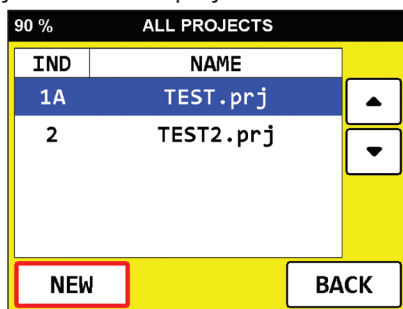 90 % ALL PROJECTS
IND NAME
1A TEST.prj
2 TEST2.prj
NEW BACK